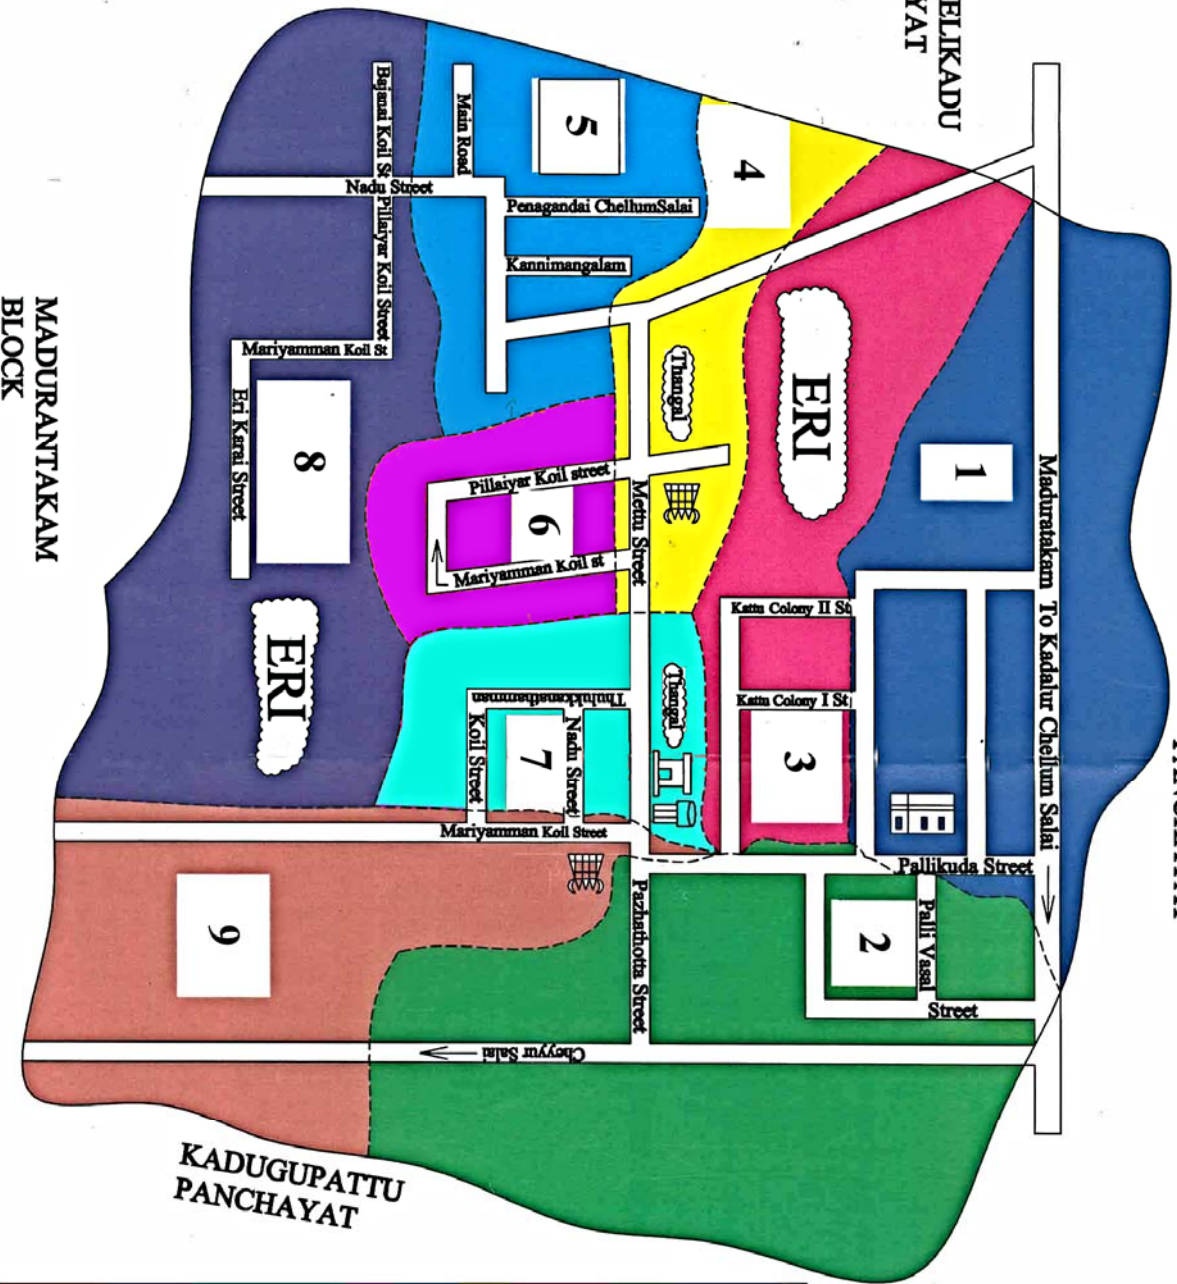 ELIKADU
YAT
Bajanai Koil St
Main Road
5
4
Nadu Street
Pillaiyar Koil Street
Penagandai ChellumSalai
Kannimangalam
Mariyamman Koil St
Eri Karai Street
8
ERI
Thangal
ERI
1
Maduratakam To Kadalur Chellum Salai
Pillaiyar Koil street
6
Mariyamman Koil st
Mettu Street
Kattu Colony II St
Kattu Colony I St
3
Thangal
Thulukkanathamman
Koil Street
7
Nadu Street
Mariyamman Koil Street
Pallikuda Street
Palli Vasal
Street
2
Pazhathotta Street
9
Cheyyur Salai
MADURANTAKAM
BLOCK
KADUGUPATTU
PANCHAYAT